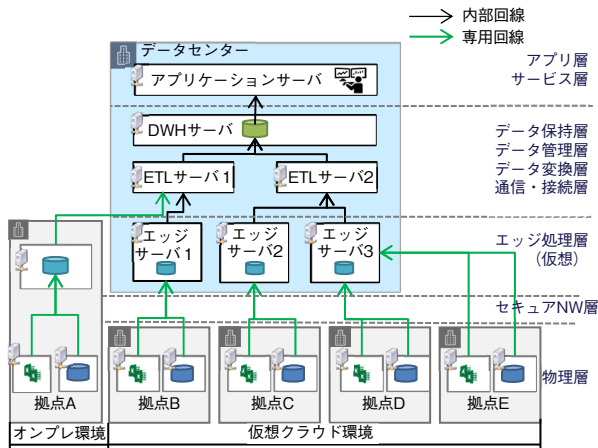 内部回線
専用回線
データセンター
アプリケーションサーバ
アプリ層
サービス層
DWHサーバ
データ保持層
データ管理層
データ変換層
通信・接続層
ETLサーバ1
ETLサーバ2
エッジ
サーバ1
エッジ
サーバ2
エッジ
サーバ3
エッジ処理層
(仮想)
セキュアNW層
物理層
拠点A
拠点B
拠点C
拠点D
拠点E
オンプレ環境
仮想クラウド環境